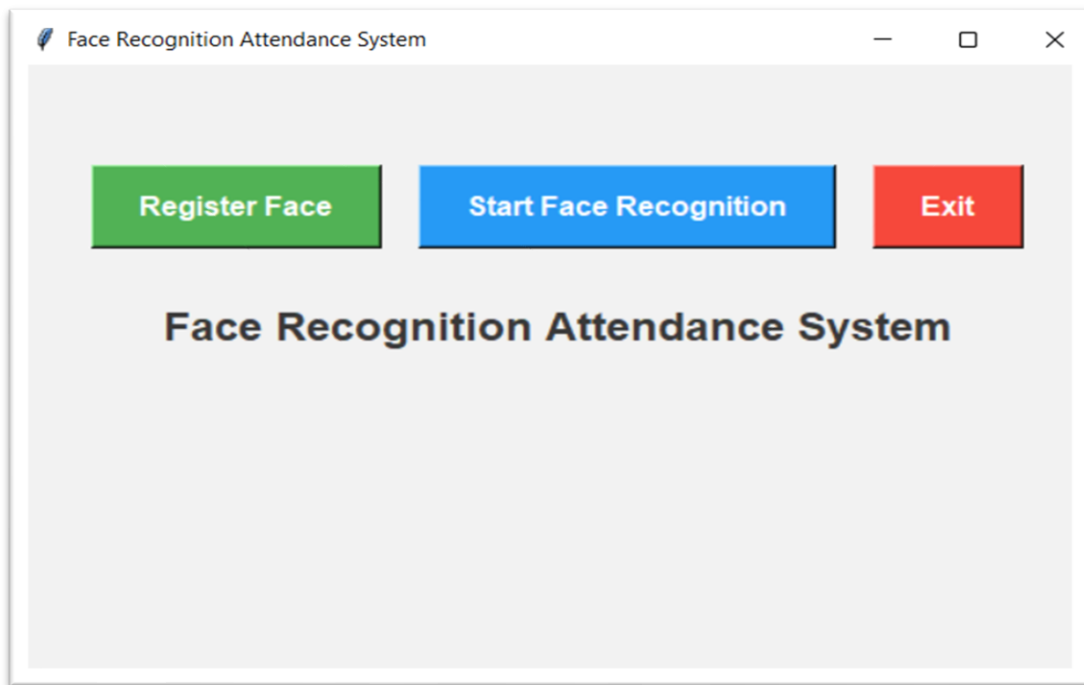 Face Recognition Attendance System
Register Face Start Face Recognition Exit
Face Recognition Attendance System